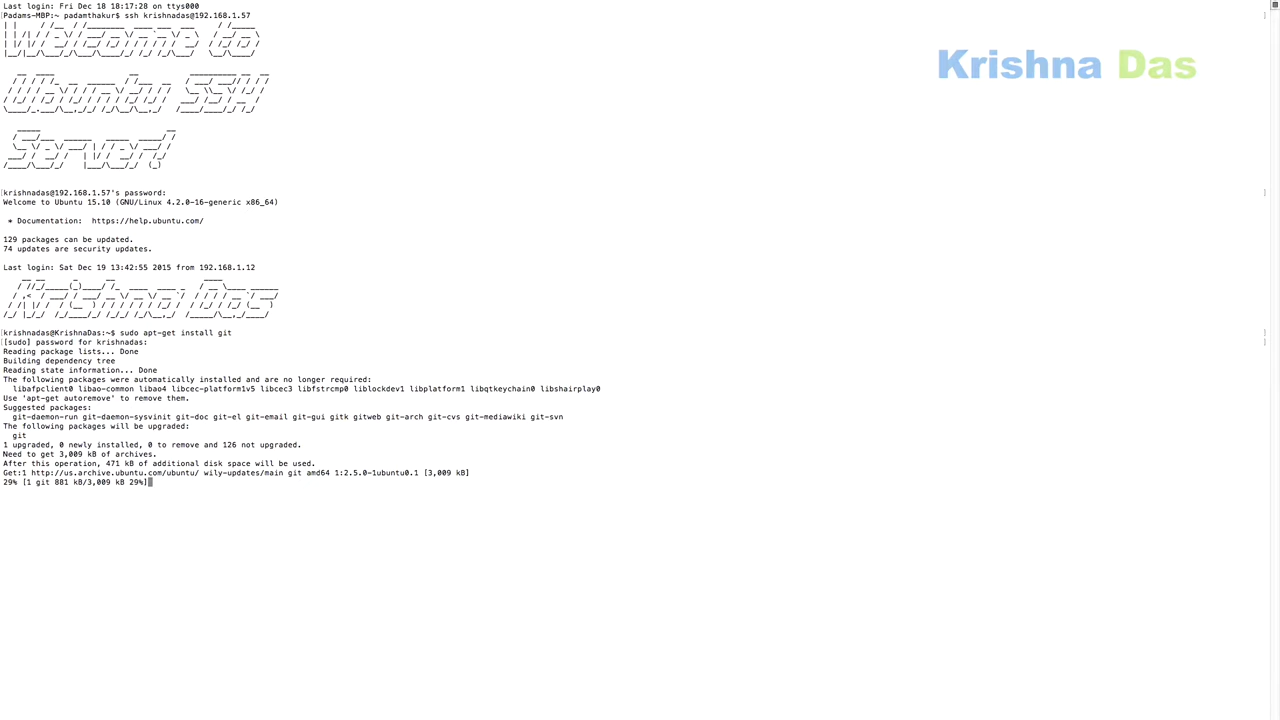 Last login: Fri Dec 18 18:17:28 on ttys000
Padams-MBP:~ padamthakur$ ssh krishnadas@192.168.1.57
Welcome to
Ubuntu SSH
Server!
Krishna Das
krishnadas@192.168.1.57's password:
Welcome to Ubuntu 15.10 (GNU/Linux 4.2.0-16-generic x86_64)
* Documentation:  https://help.ubuntu.com/
129 packages can be updated.
74 updates are security updates.
Last login: Sat Dec 19 13:42:55 2015 from 192.168.1.12
Krishna Das
krishnadas@KrishnaDas:~$ sudo apt-get install git
[sudo] password for krishnadas:
Reading package lists... Done
Building dependency tree
Reading state information... Done
The following packages were automatically installed and are no longer required:
libafpclient0 libao-common libao4 libcec-platform1v5 libcec3 libfstrcmp0 liblockdev1 libplatform1 libqtkeychain0 libshairplay0
Use 'apt-get autoremove' to remove them.
Suggested packages:
git-daemon-run git-daemon-sysvinit git-doc git-el git-email git-gui gitk gitweb git-arch git-cvs git-mediawiki git-svn
The following packages will be upgraded:
git
1 upgraded, 0 newly installed, 0 to remove and 126 not upgraded.
Need to get 3,009 kB of archives.
After this operation, 471 kB of additional disk space will be used.
Get:1 http://us.archive.ubuntu.com/ubuntu/ wily-updates/main git amd64 1:2.5.0-1ubuntu0.1 [3,009 kB]
29% [1 git 881 kB/3,009 kB 29%]